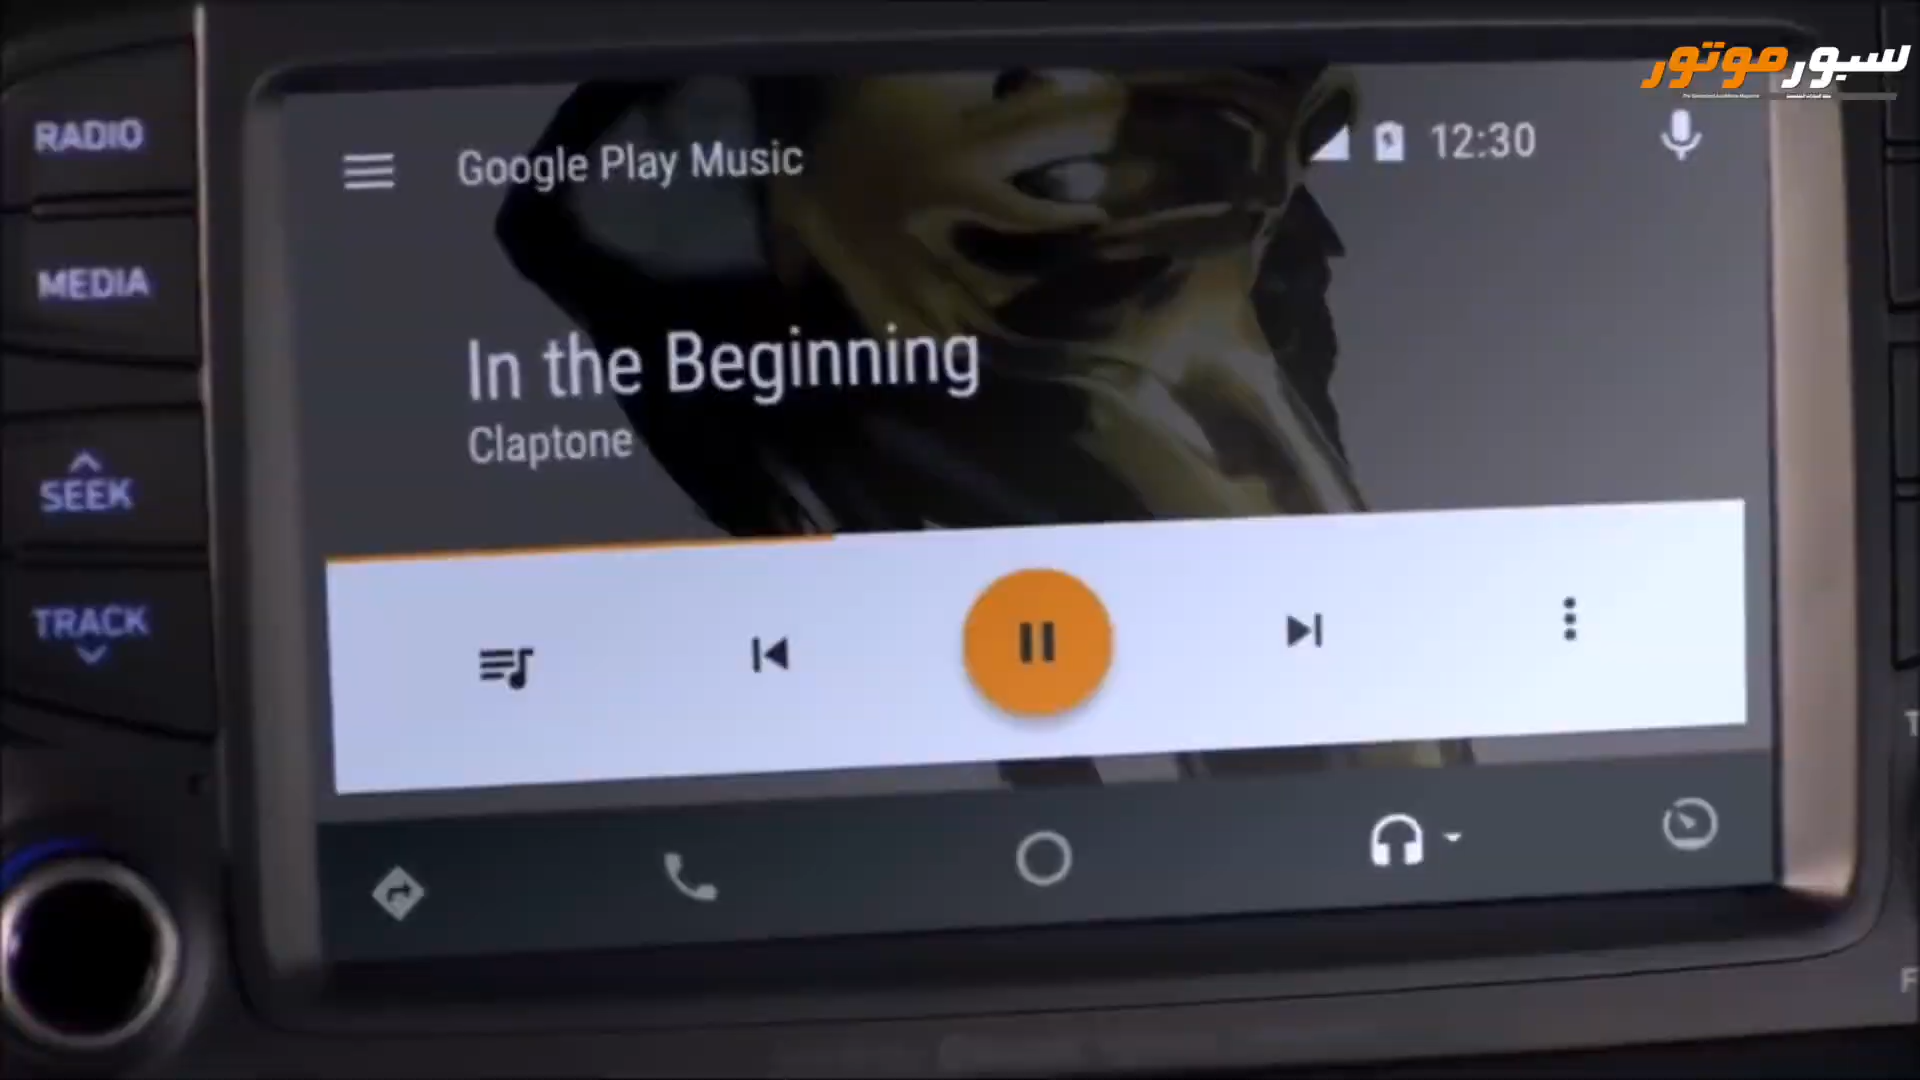 سبورموتور
RADIO
MEDIA
SEEK
TRACK
Google Play Music
12:30
In the Beginning
Claptone